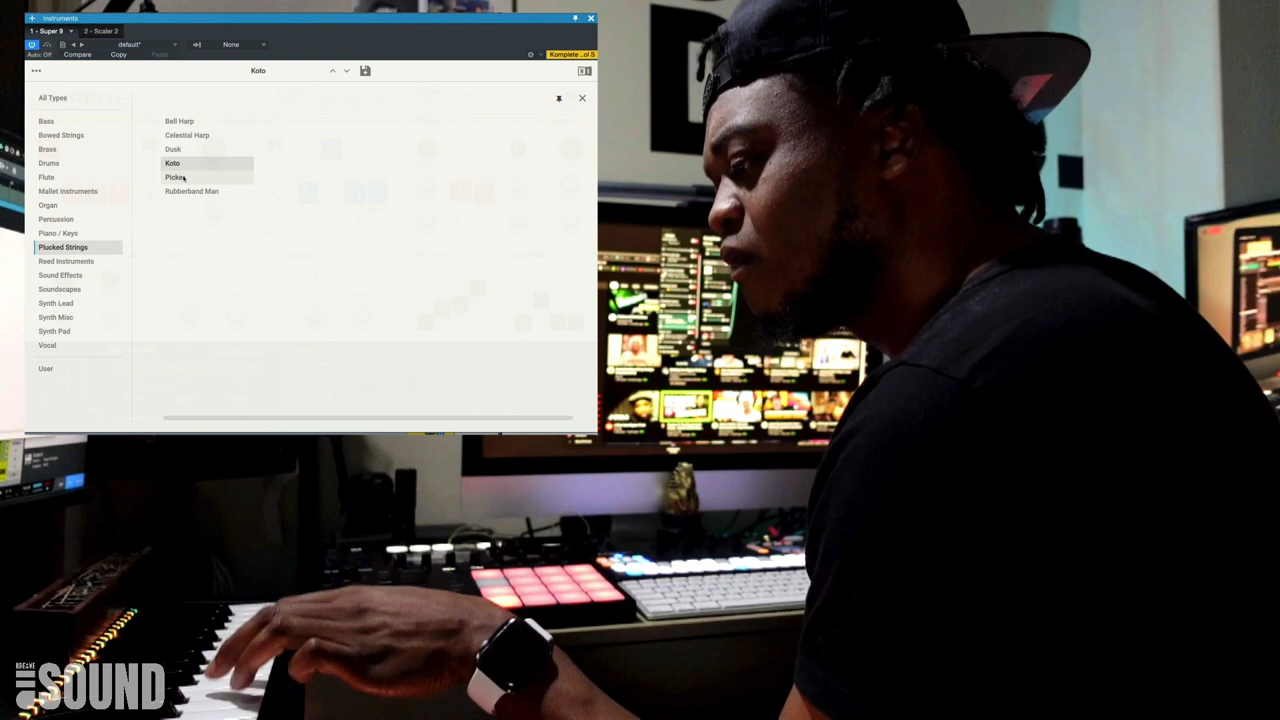 Instruments
1 - Super 9
2 - Scaler 2
default*
None
Auto: Off
Compare
Copy
Paste
Komplete ..ol S
Koto
All Types
Bass
Bowed Strings
Brass
Drums
Flute
Mallet Instruments
Organ
Percussion
Piano / Keys
Plucked Strings
Reed Instruments
Sound Effects
Soundscapes
Synth Lead
Synth Misc
Synth Pad
Vocal
User
Bell Harp
Celestial Harp
Dusk
Koto
Picke
Rubberband Man
SOUND